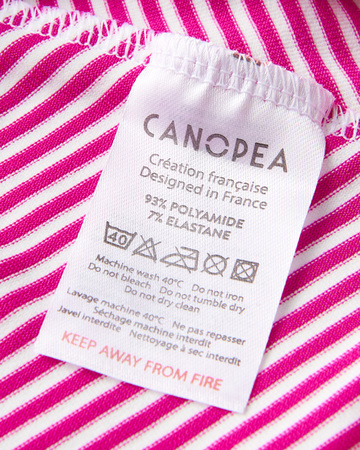 CANOPEA
Création française
Designed in France
93% POLYAMIDE
7% ELASTANE
40
Machine wash 40°C Do not iron
Do not bleach Do not tumble dry
Do not dry clean
Lavage machine 40°C Ne pas repasser
Séchage machine interdit
Javel interdite Nettoyage à sec interdit
KEEP AWAY FROM FIRE